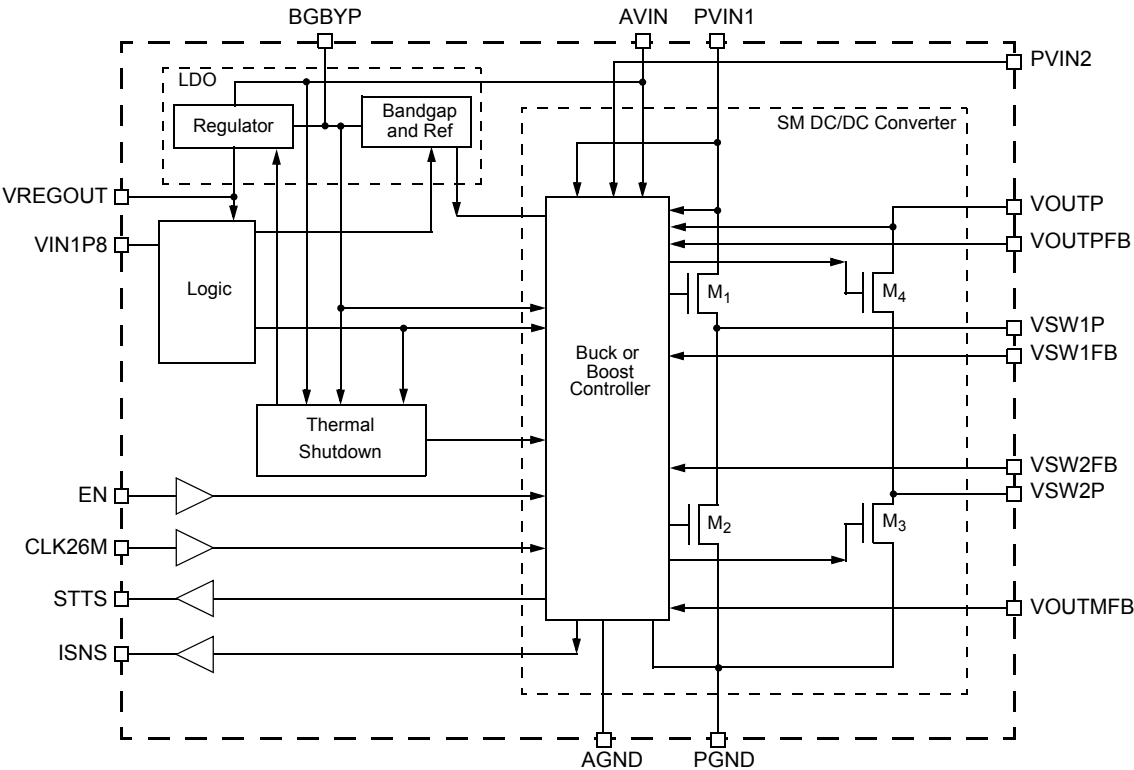 BGBYP
AVIN
PVIN1
PVIN2
LDO
Regulator
Bandgap
and Ref
SM DC/DC Converter
VREGOUT
VIN1P8
Logic
VOUTP
VOUTPFB
M1
M4
VSW1P
VSW1FB
Buck or
Boost
Controller
Thermal
Shutdown
VSW2FB
VSW2P
EN
M2
M3
CLK26M
STTS
VOUTMFB
ISNS
AGND
PGND